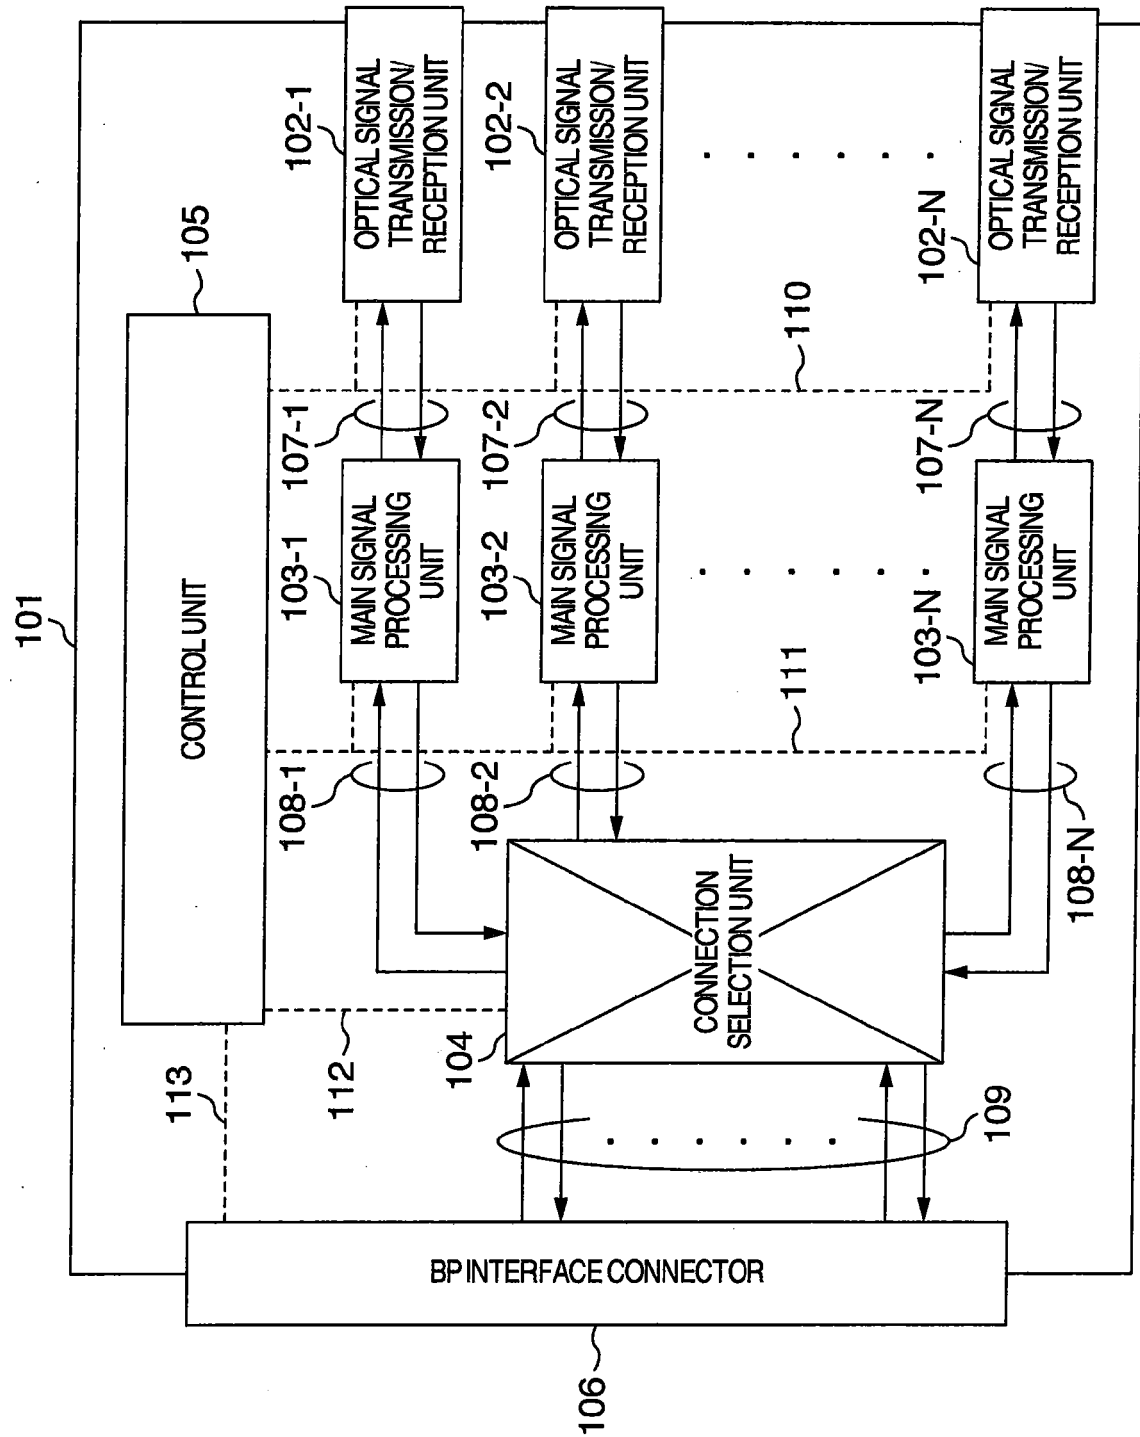 101
CONTROL UNIT
105
113
112
111
110
106
BP INTERFACE CONNECTOR
109
104
CONNECTION
SELECTION UNIT
108-1
103-1
MAIN SIGNAL
PROCESSING
UNIT
107-1
102-1
OPTICAL SIGNAL
TRANSMISSION/
RECEPTION UNIT
108-2
103-2
MAIN SIGNAL
PROCESSING
UNIT
107-2
102-2
OPTICAL SIGNAL
TRANSMISSION/
RECEPTION UNIT
108-N
103-N
MAIN SIGNAL
PROCESSING
UNIT
107-N
102-N
OPTICAL SIGNAL
TRANSMISSION/
RECEPTION UNIT